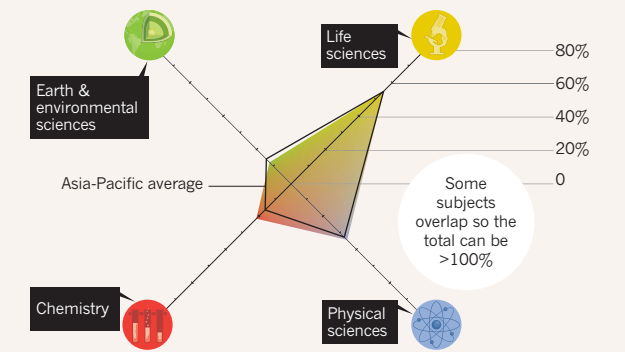 Life
sciences
Earth &
environmental
sciences
80%
60%
40%
20%
0
Asia-Pacific average
Some
subjects
overlap so the
total can be
>100%
Chemistry
Physical
sciences